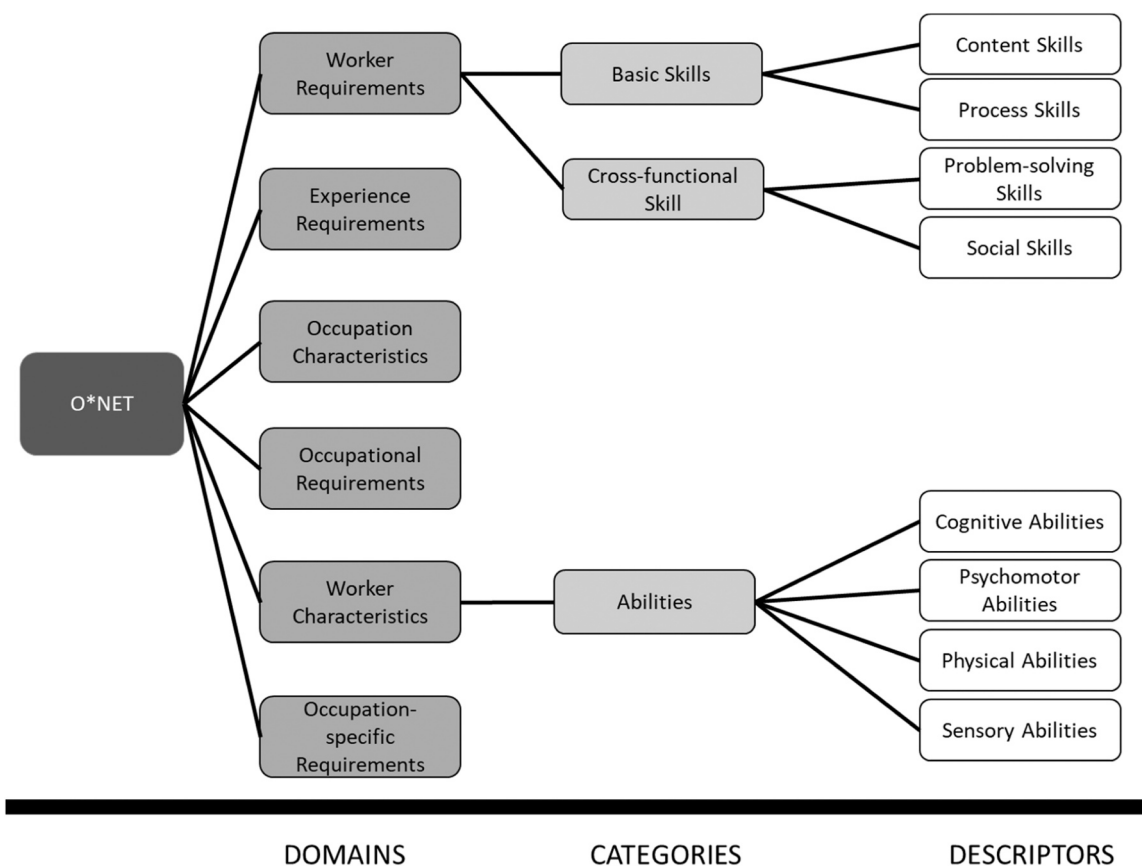 O*NET
Worker
Requirements
Experience
Requirements
Occupation
Characteristics
Occupational
Requirements
Worker
Characteristics
Occupation-
specific
Requirements
Basic Skills
Cross-functional
Skill
Abilities
Content Skills
Process Skills
Problem-solving
Skills
Social Skills
Cognitive Abilities
Psychomotor
Abilities
Physical Abilities
Sensory Abilities
DOMAINS
CATEGORIES
DESCRIPTORS